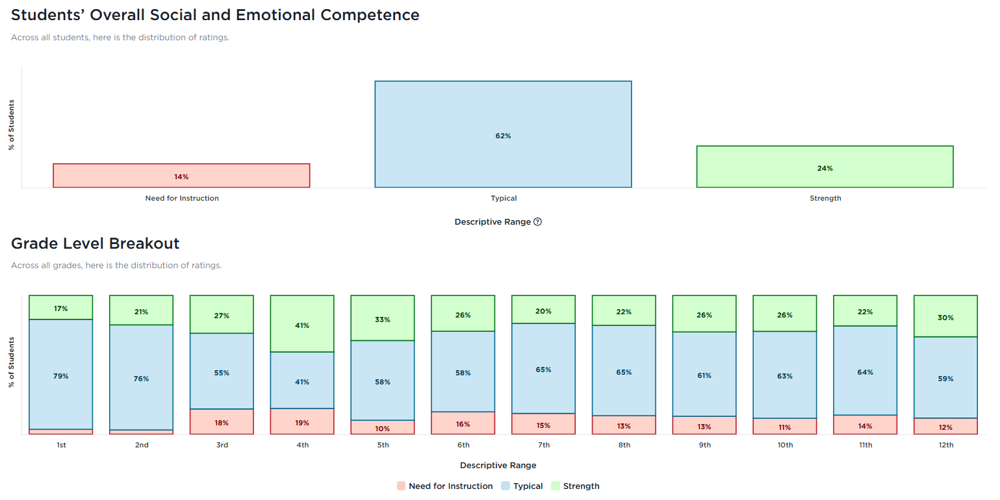 Students’ Overall Social and Emotional Competence
Across all students, here is the distribution of ratings.
% of Students
14%
62%
24%
Need for Instruction
Typical
Strength
Descriptive Range ?
Grade Level Breakout
Across all grades, here is the distribution of ratings.
% of Students
17% 21% 27% 41% 33% 26% 20% 22% 26% 26% 22% 30%
79% 76% 55% 41% 58% 58% 65% 65% 61% 63% 64% 59%
18% 19% 10% 16% 15% 13% 13% 11% 14% 12%
1st 2nd 3rd 4th 5th 6th 7th 8th 9th 10th 11th 12th
Descriptive Range
Need for Instruction Typical Strength